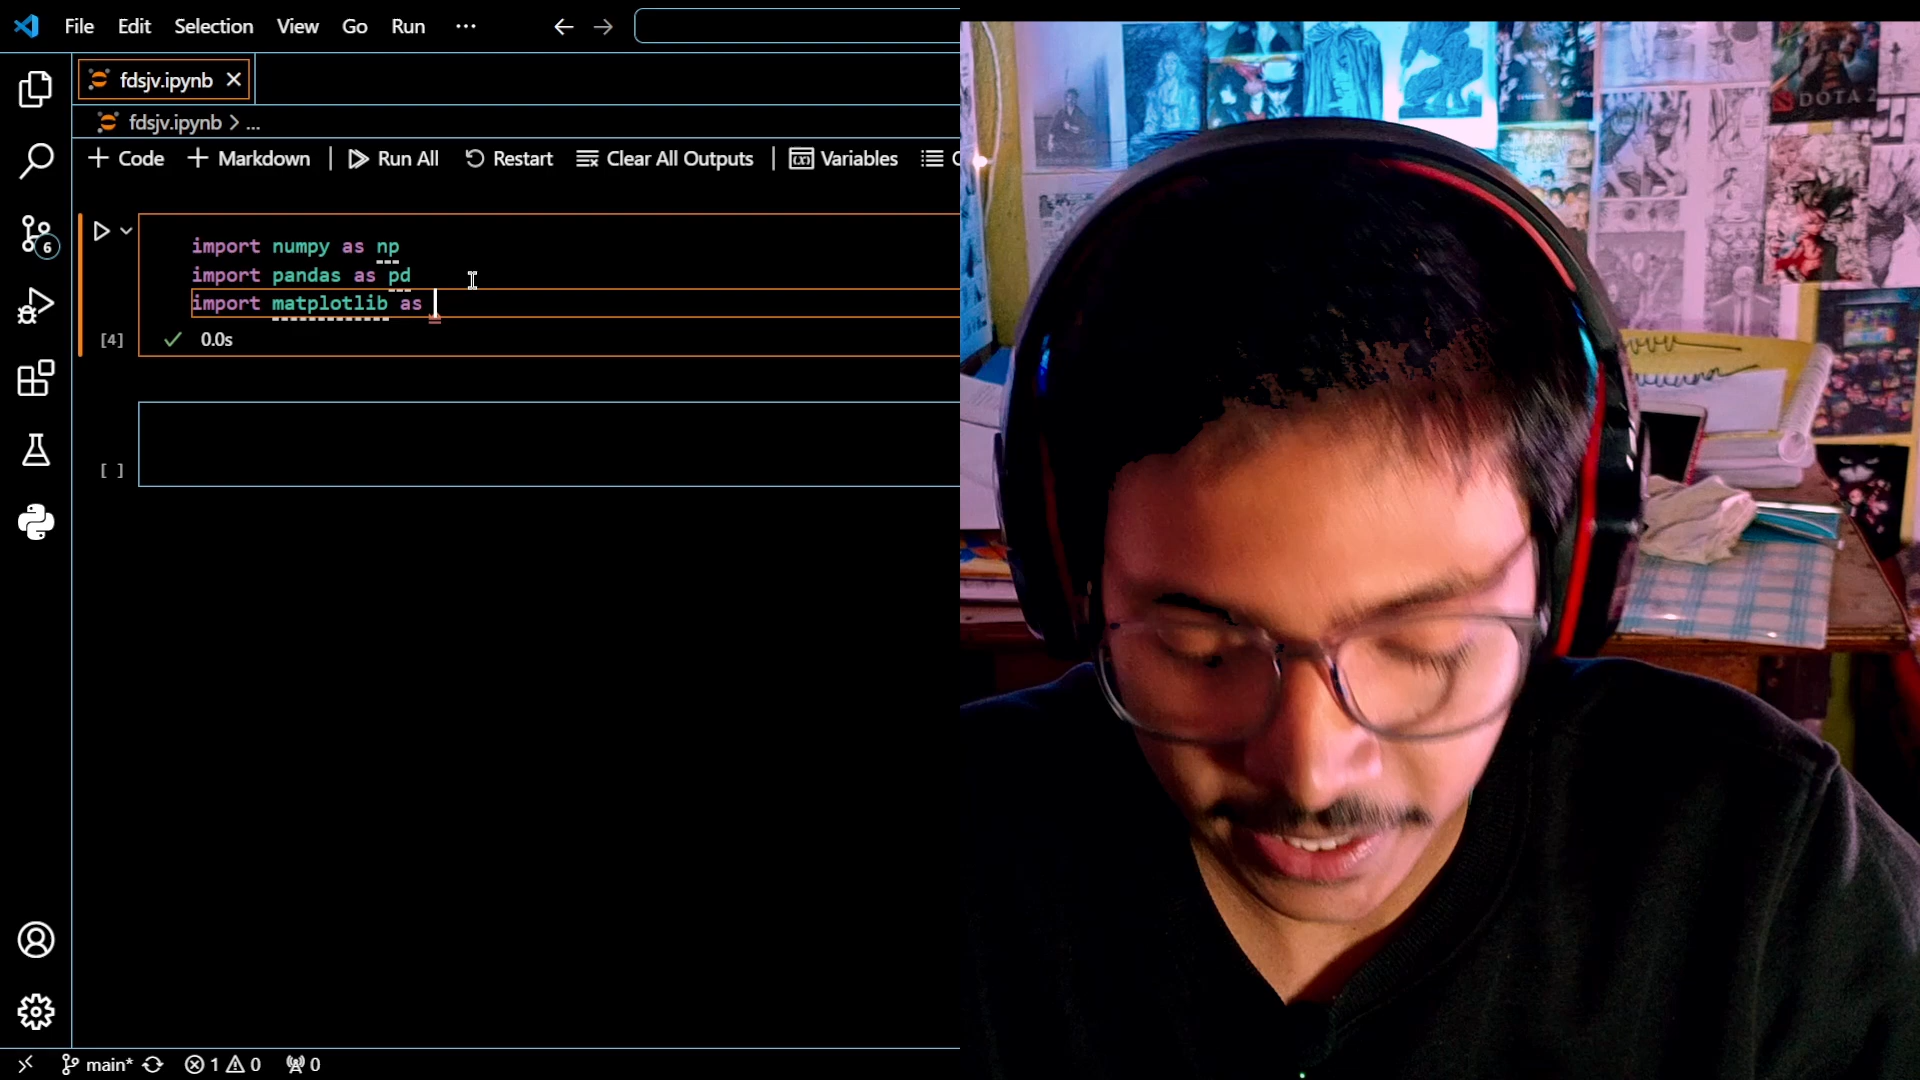 File Edit Selection View Go Run ...
fdsjv.ipynb
fdsjv.ipynb > ...
+ Code + Markdown | Run All Restart Clear All Outputs | Variables
import numpy as np
import pandas as pd
import matplotlib as
[4] 0.0s
[ ]
6
main* 1 0 0
DOTA 2